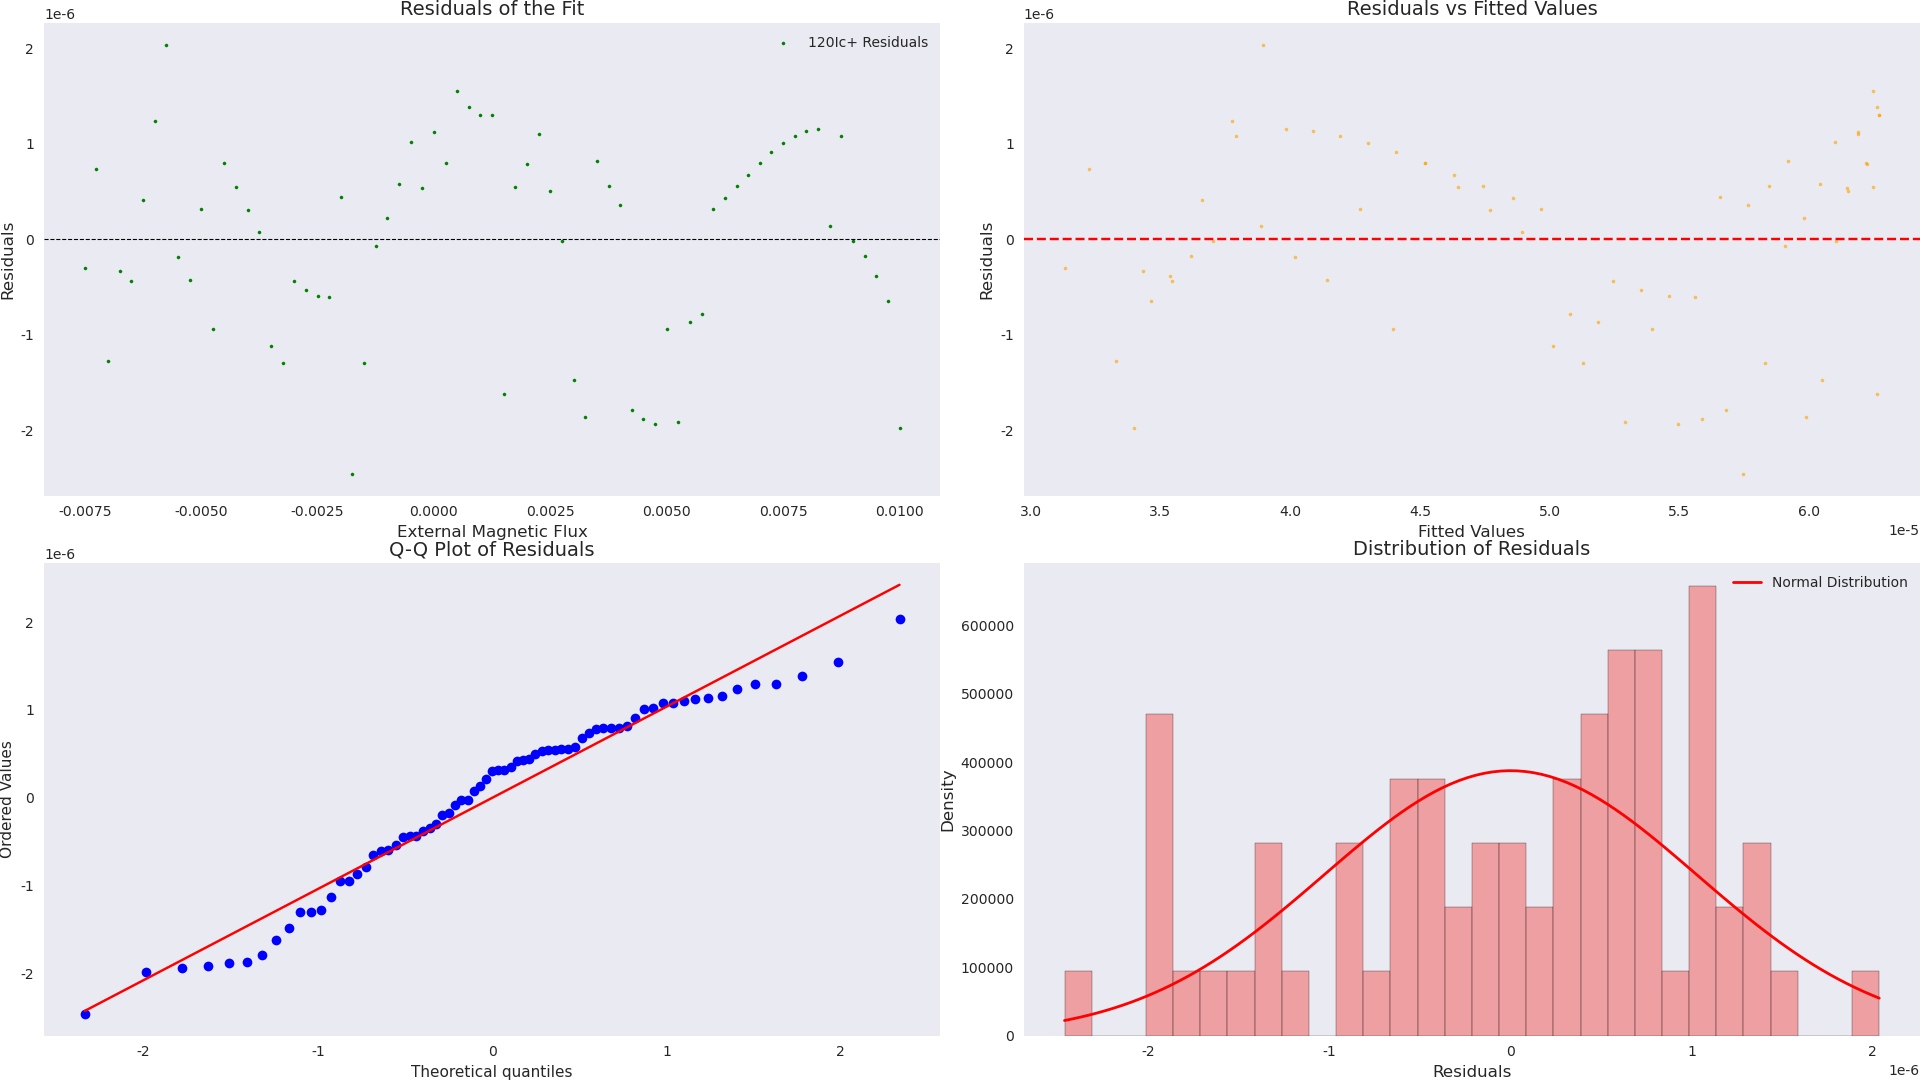 Residuals of the Fit
1e-6
120Ic+ Residuals
2
1
0
-1
-2
Residuals
-0.0075 -0.0050 -0.0025 0.0000 0.0025 0.0050 0.0075 0.0100
External Magnetic Flux
Residuals vs Fitted Values
1e-6
2
1
0
-1
-2
Residuals
3.0 3.5 4.0 4.5 5.0 5.5 6.0
1e-5
Fitted Values
Q-Q Plot of Residuals
1e-6
2
1
0
-1
-2
Ordered Values
-2 -1 0 1 2
Theoretical quantiles
Distribution of Residuals
Normal Distribution
600000
500000
400000
300000
200000
100000
0
Density
-2 -1 0 1 2
1e-6
Residuals